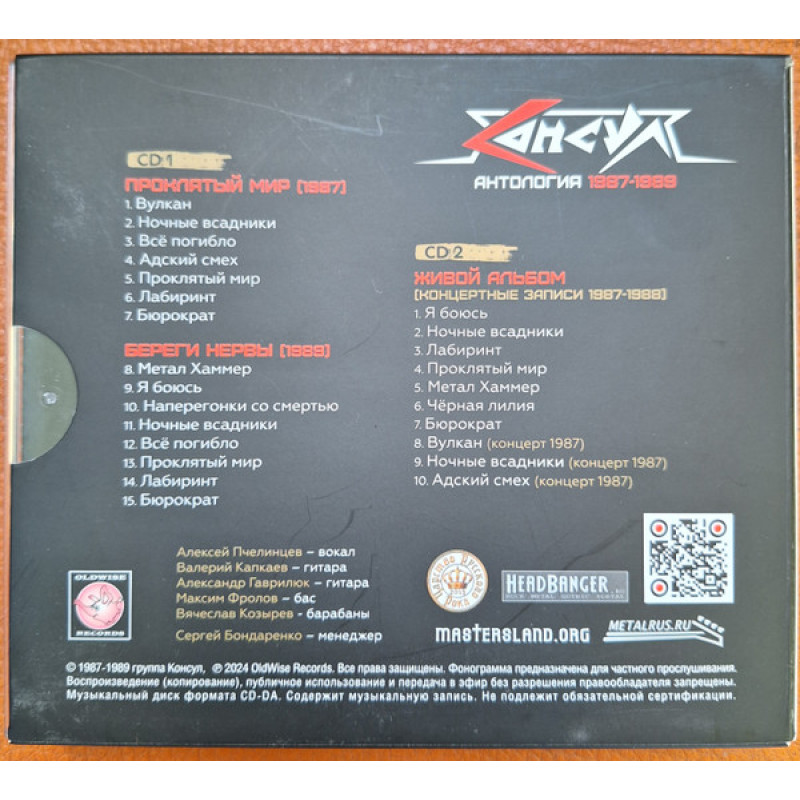 Консул
АНТОЛОГИЯ 1987-1989
CD 1
ПРОКЛЯТЫЙ МИР (1987)
1. Вулкан
2. Ночные всадники
3. Всё погибло
4. Адский смех
5. Проклятый мир
6. Лабиринт
7. Бюрократ
БЕРЕГИ НЕРВЫ (1989)
8. Метал Хаммер
9. Я боюсь
10. Наперегонки со смертью
11. Ночные всадники
12. Всё погибло
13. Проклятый мир
14. Лабиринт
15. Бюрократ
CD 2
ЖИВОЙ АЛЬБОМ
(КОНЦЕРТНЫЕ ЗАПИСИ 1987-1988)
1. Я боюсь
2. Ночные всадники
3. Лабиринт
4. Проклятый мир
5. Метал Хаммер
6. Чёрная лилия
7. Бюрократ
8. Вулкан (концерт 1987)
9. Ночные всадники (концерт 1987)
10. Адский смех (концерт 1987)
OLDWISE
RECORDS
Алексей Пчелинцев – вокал
Валерий Капкаев – гитара
Александр Гаврилюк – гитара
Максим Фролов – бас
Вячеслав Козырев - барабаны
Сергей Бондаренко – менеджер
Царство Русского
Рока
HEADBANGER
MASTERSLAND.ORG
METALRUS.RU
© 1987-1989 группа Консул, ℗ 2024 OldWise Records. Все права защищены. Фонограмма предназначена для частного прослушивания.
Воспроизведение (копирование), публичное использование и передача в эфир без разрешения правообладателя запрещены.
Музыкальный диск формата CD-DA. Содержит музыкальную запись. Не подлежит обязательной сертификации.